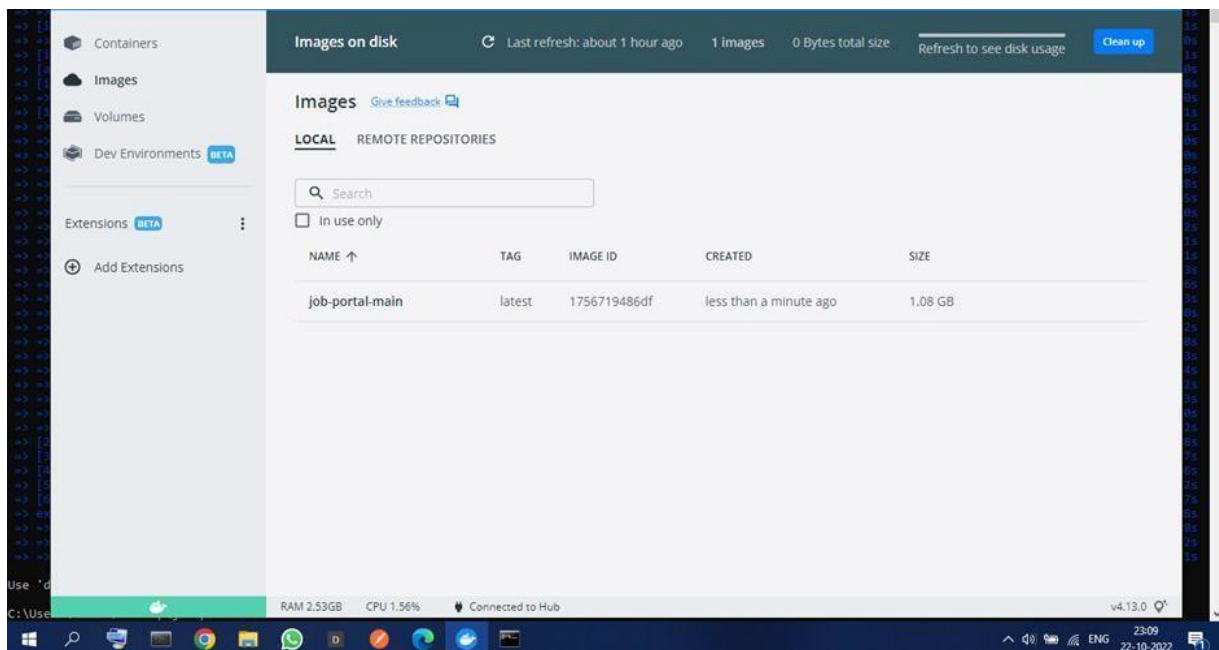 Containers
Images
Volumes
Dev Environments BETA
Extensions BETA
Add Extensions
Images on disk Last refresh: about 1 hour ago 1 images 0 Bytes total size Refresh to see disk usage Clean up
Images Give feedback
LOCAL REMOTE REPOSITORIES
Search
In use only
NAME TAG IMAGE ID CREATED SIZE
job-portal-main latest 1756719486df less than a minute ago 1.08 GB
Use 'd
C:\Use
RAM 2.53GB CPU 1.56% Connected to Hub v4.13.0
ENG 23:09
22-10-2022